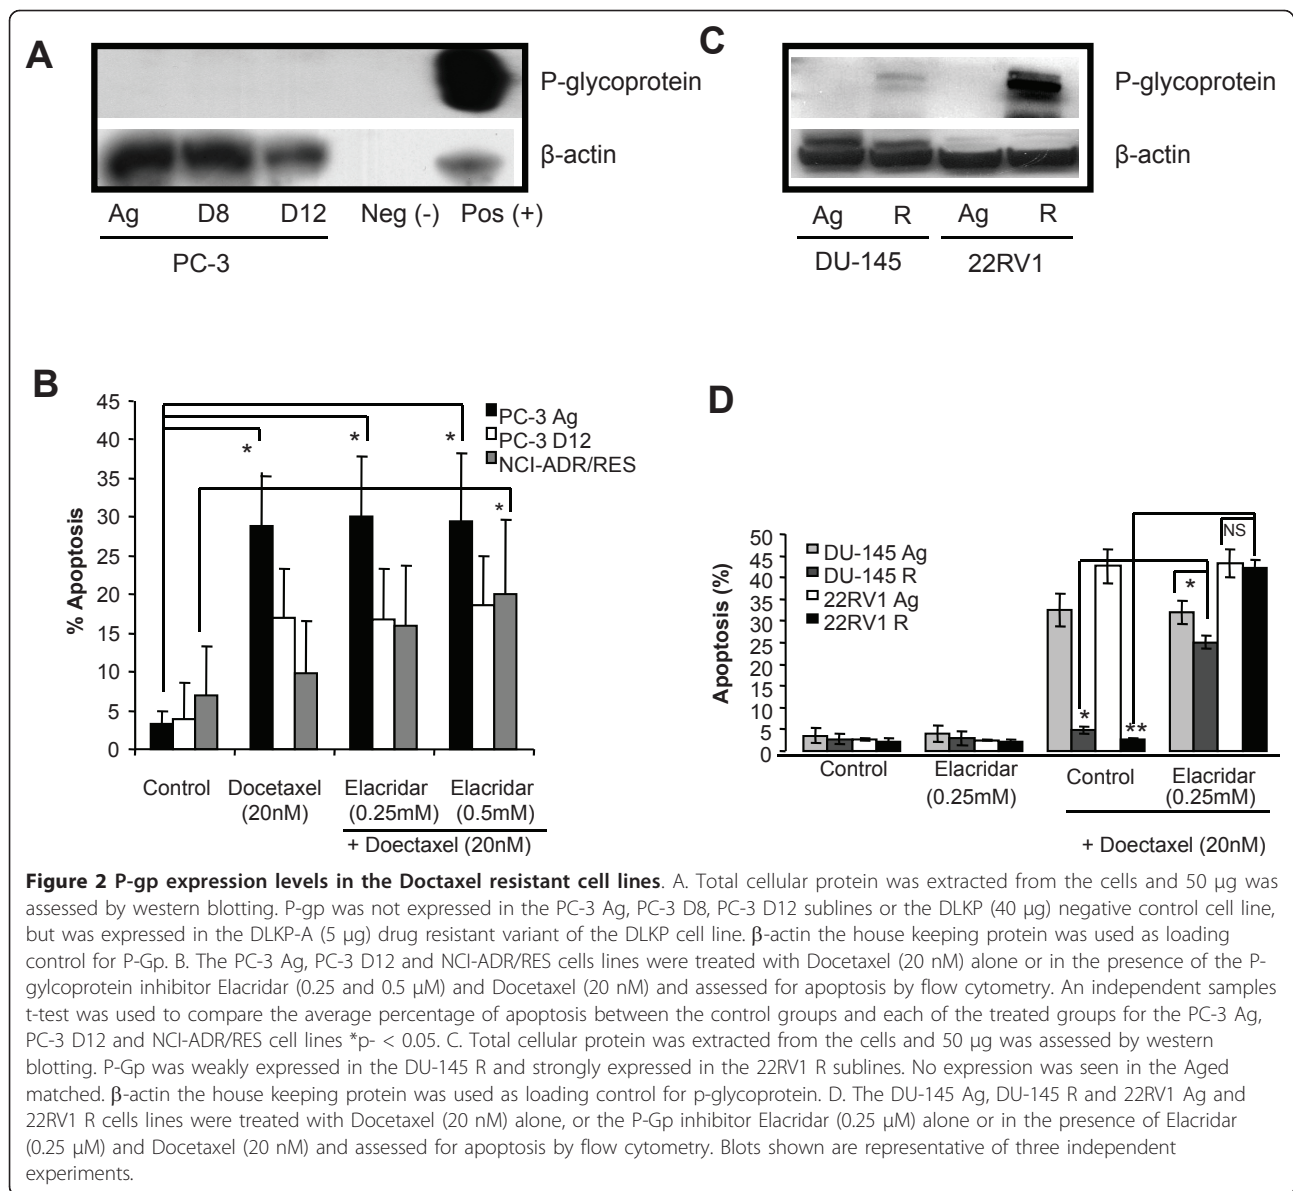 A
P-glycoprotein
β-actin
Ag D8 D12 Neg (-) Pos (+)
PC-3
C
P-glycoprotein
β-actin
Ag R Ag R
DU-145 22RV1
B
% Apoptosis
45
40
35
30
25
20
15
10
5
0
PC-3 Ag
PC-3 D12
NCI-ADR/RES
*
*
*
*
Control Docetaxel Elacridar Elacridar
(20nM) (0.25mM) (0.5mM)
+ Doectaxel (20nM)
D
Apoptosis (%)
50
45
40
35
30
25
20
15
10
5
0
DU-145 Ag
DU-145 R
22RV1 Ag
22RV1 R
NS
*
*
**
Control Elacridar Control Elacridar
(0.25mM) (0.25mM)
+ Doectaxel (20nM)
Figure 2 P-gp expression levels in the Doctaxel resistant cell lines. A. Total cellular protein was extracted from the cells and 50 μg was
assessed by western blotting. P-gp was not expressed in the PC-3 Ag, PC-3 D8, PC-3 D12 sublines or the DLKP (40 μg) negative control cell line,
but was expressed in the DLKP-A (5 μg) drug resistant variant of the DLKP cell line. β-actin the house keeping protein was used as loading
control for P-Gp. B. The PC-3 Ag, PC-3 D12 and NCI-ADR/RES cells lines were treated with Docetaxel (20 nM) alone or in the presence of the P-
gylcoprotein inhibitor Elacridar (0.25 and 0.5 μM) and Docetaxel (20 nM) and assessed for apoptosis by flow cytometry. An independent samples
t-test was used to compare the average percentage of apoptosis between the control groups and each of the treated groups for the PC-3 Ag,
PC-3 D12 and NCI-ADR/RES cell lines *p- < 0.05. C. Total cellular protein was extracted from the cells and 50 μg was assessed by western
blotting. P-Gp was weakly expressed in the DU-145 R and strongly expressed in the 22RV1 R sublines. No expression was seen in the Aged
matched. β-actin the house keeping protein was used as loading control for p-glycoprotein. D. The DU-145 Ag, DU-145 R and 22RV1 Ag and
22RV1 R cells lines were treated with Docetaxel (20 nM) alone, or the P-Gp inhibitor Elacridar (0.25 μM) alone or in the presence of Elacridar
(0.25 μM) and Docetaxel (20 nM) and assessed for apoptosis by flow cytometry. Blots shown are representative of three independent
experiments.